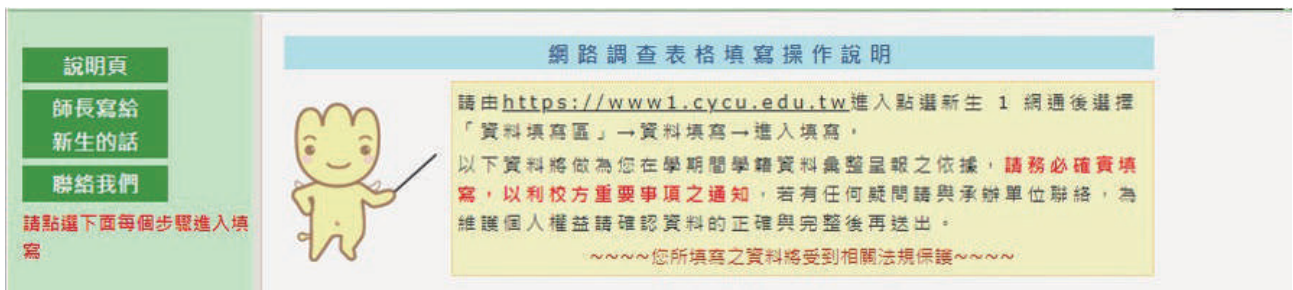 說明頁
師長寫給
新生的話
聯絡我們
請點選下面每個步驟進入填
寫
網路調查表格填寫操作說明
請由https://www1.cycu.edu.tw進入點選新生 1 網通後選擇
「資料填寫區」→資料填寫→進入填寫，
以下資料將做為您在學期間學籍資料彙整呈報之依據，請務必確實填
寫，以利校方重要事項之通知，若有任何疑問請與承辦單位聯絡，為
維護個人權益請確認資料的正確與完整後再送出。
~~~~您所填寫之資料將受到相關法規保護~~~~